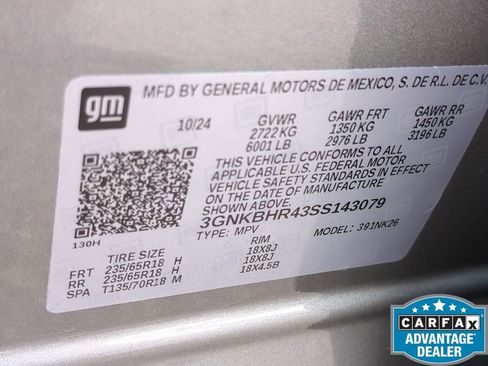 gm
MFD BY GENERAL MOTORS DE MEXICO, S. DE R.L. DE C.V.
10/24 GVWR GAWR FRT GAWR RR
2722 KG 1350 KG 1450 KG
6001 LB 2976 LB 3196 LB
THIS VEHICLE CONFORMS TO ALL
APPLICABLE U.S. FEDERAL MOTOR
VEHICLE SAFETY STANDARDS IN EFFECT
ON THE DATE OF MANUFACTURE
SHOWN ABOVE.
3GNKBHR43SS143079
TYPE: MPV MODEL: 391NK26
130H
TIRE SIZE RIM
FRT 235/65R18 H 18X8J
RR 235/65R18 H 18X8J
SPA T135/70R18 M 18X4.5B
CARFAX
ADVANTAGE
DEALER